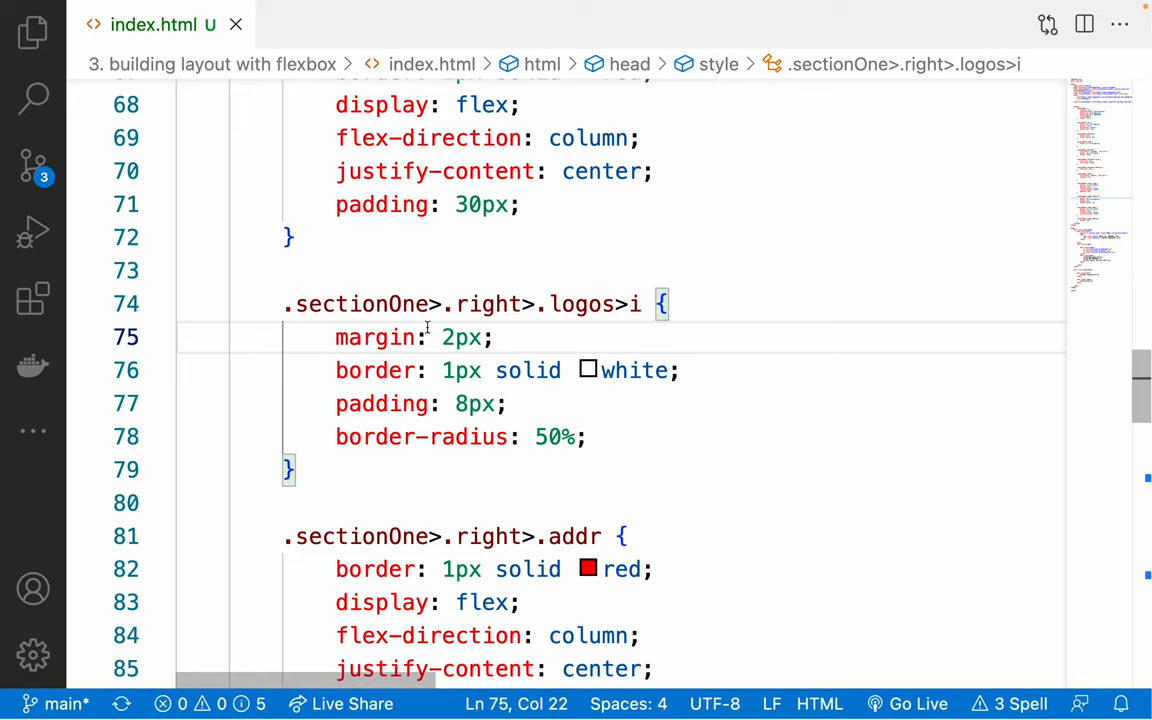 index.html U
3. building layout with flexbox > index.html > html > head > style > .sectionOne>.right>.logos>i
68 display: flex;
69 flex-direction: column;
70 justify-content: center;
71 padding: 30px;
72 }
73
74 .sectionOne>.right>.logos>i {
75 margin: 2px;
76 border: 1px solid white;
77 padding: 8px;
78 border-radius: 50%;
79 }
80
81 .sectionOne>.right>.addr {
82 border: 1px solid red;
83 display: flex;
84 flex-direction: column;
85 justify-content: center;
3
main* 0 0 5 Live Share Ln 75, Col 22 Spaces: 4 UTF-8 LF HTML Go Live 3 Spell